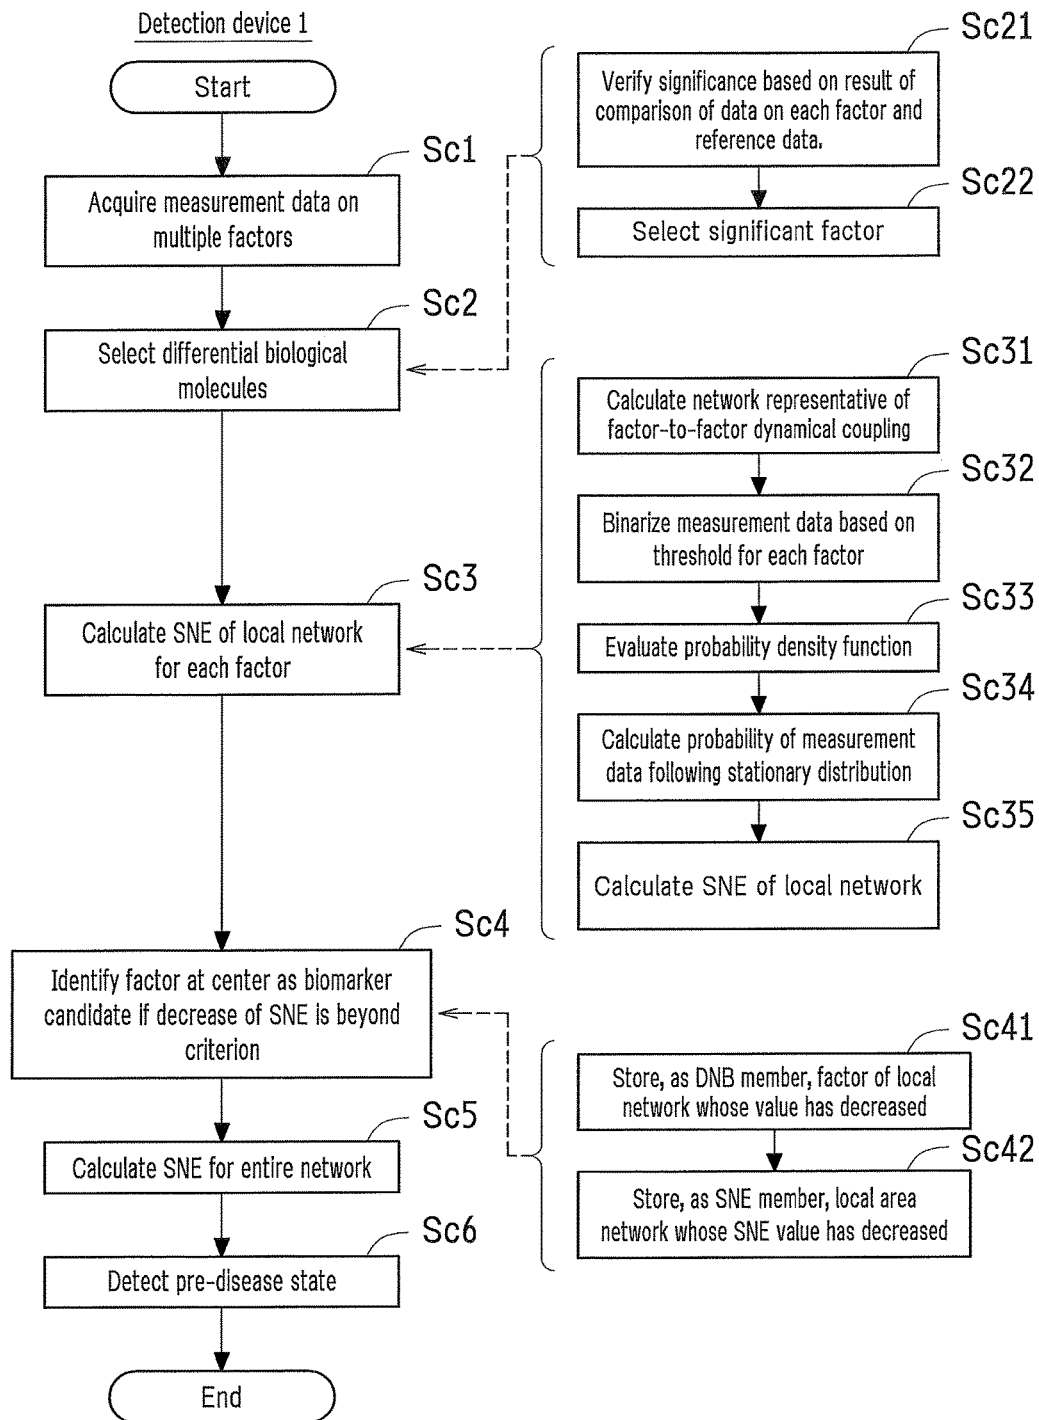 Detection device 1
Start
Sc1
Acquire measurement data on
multiple factors
Sc2
Select differential biological
molecules
Sc3
Calculate SNE of local network
for each factor
Sc4
Identify factor at center as biomarker
candidate if decrease of SNE is beyond
criterion
Sc5
Calculate SNE for entire network
Sc6
Detect pre-disease state
End
Sc21
Verify significance based on result of
comparison of data on each factor and
reference data.
Sc22
Select significant factor
Sc31
Calculate network representative of
factor-to-factor dynamical coupling
Sc32
Binarize measurement data based on
threshold for each factor
Sc33
Evaluate probability density function
Sc34
Calculate probability of measurement
data following stationary distribution
Sc35
Calculate SNE of local network
Sc41
Store, as DNB member, factor of local
network whose value has decreased
Sc42
Store, as SNE member, local area
network whose SNE value has decreased